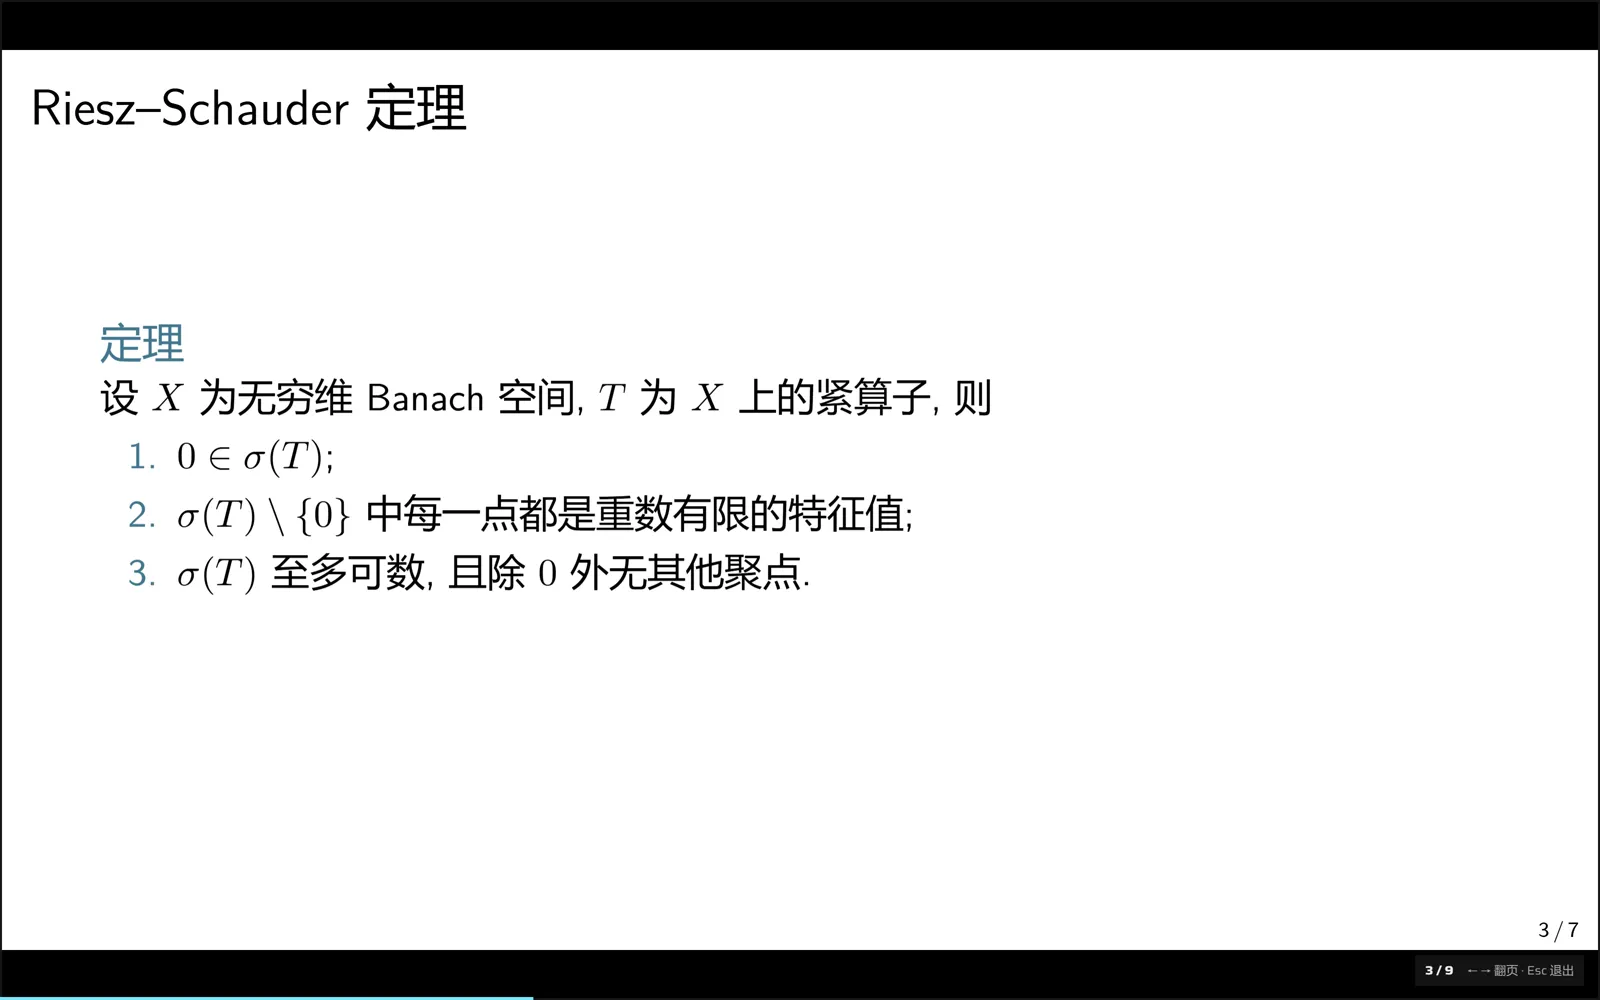 Riesz–Schauder 定理
定理
设 X 为无穷维 Banach 空间, T 为 X 上的紧算子, 则
1. 0 ∈ σ(T);
2. σ(T) \ {0} 中每一点都是重数有限的特征值;
3. σ(T) 至多可数, 且除 0 外无其他聚点.
3 / 7
3 / 9 ←→ 翻页 · Esc 退出